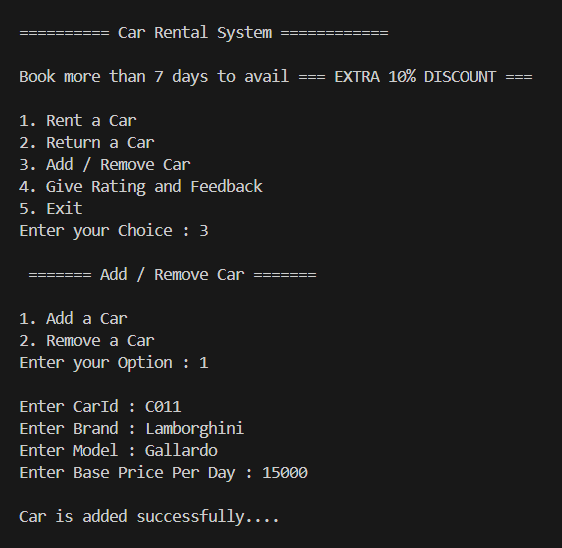 ========== Car Rental System ============
Book more than 7 days to avail === EXTRA 10% DISCOUNT ===
1. Rent a Car
2. Return a Car
3. Add / Remove Car
4. Give Rating and Feedback
5. Exit
Enter your Choice : 3
======= Add / Remove Car =======
1. Add a Car
2. Remove a Car
Enter your Option : 1
Enter CarId : C011
Enter Brand : Lamborghini
Enter Model : Gallardo
Enter Base Price Per Day : 15000
Car is added successfully....